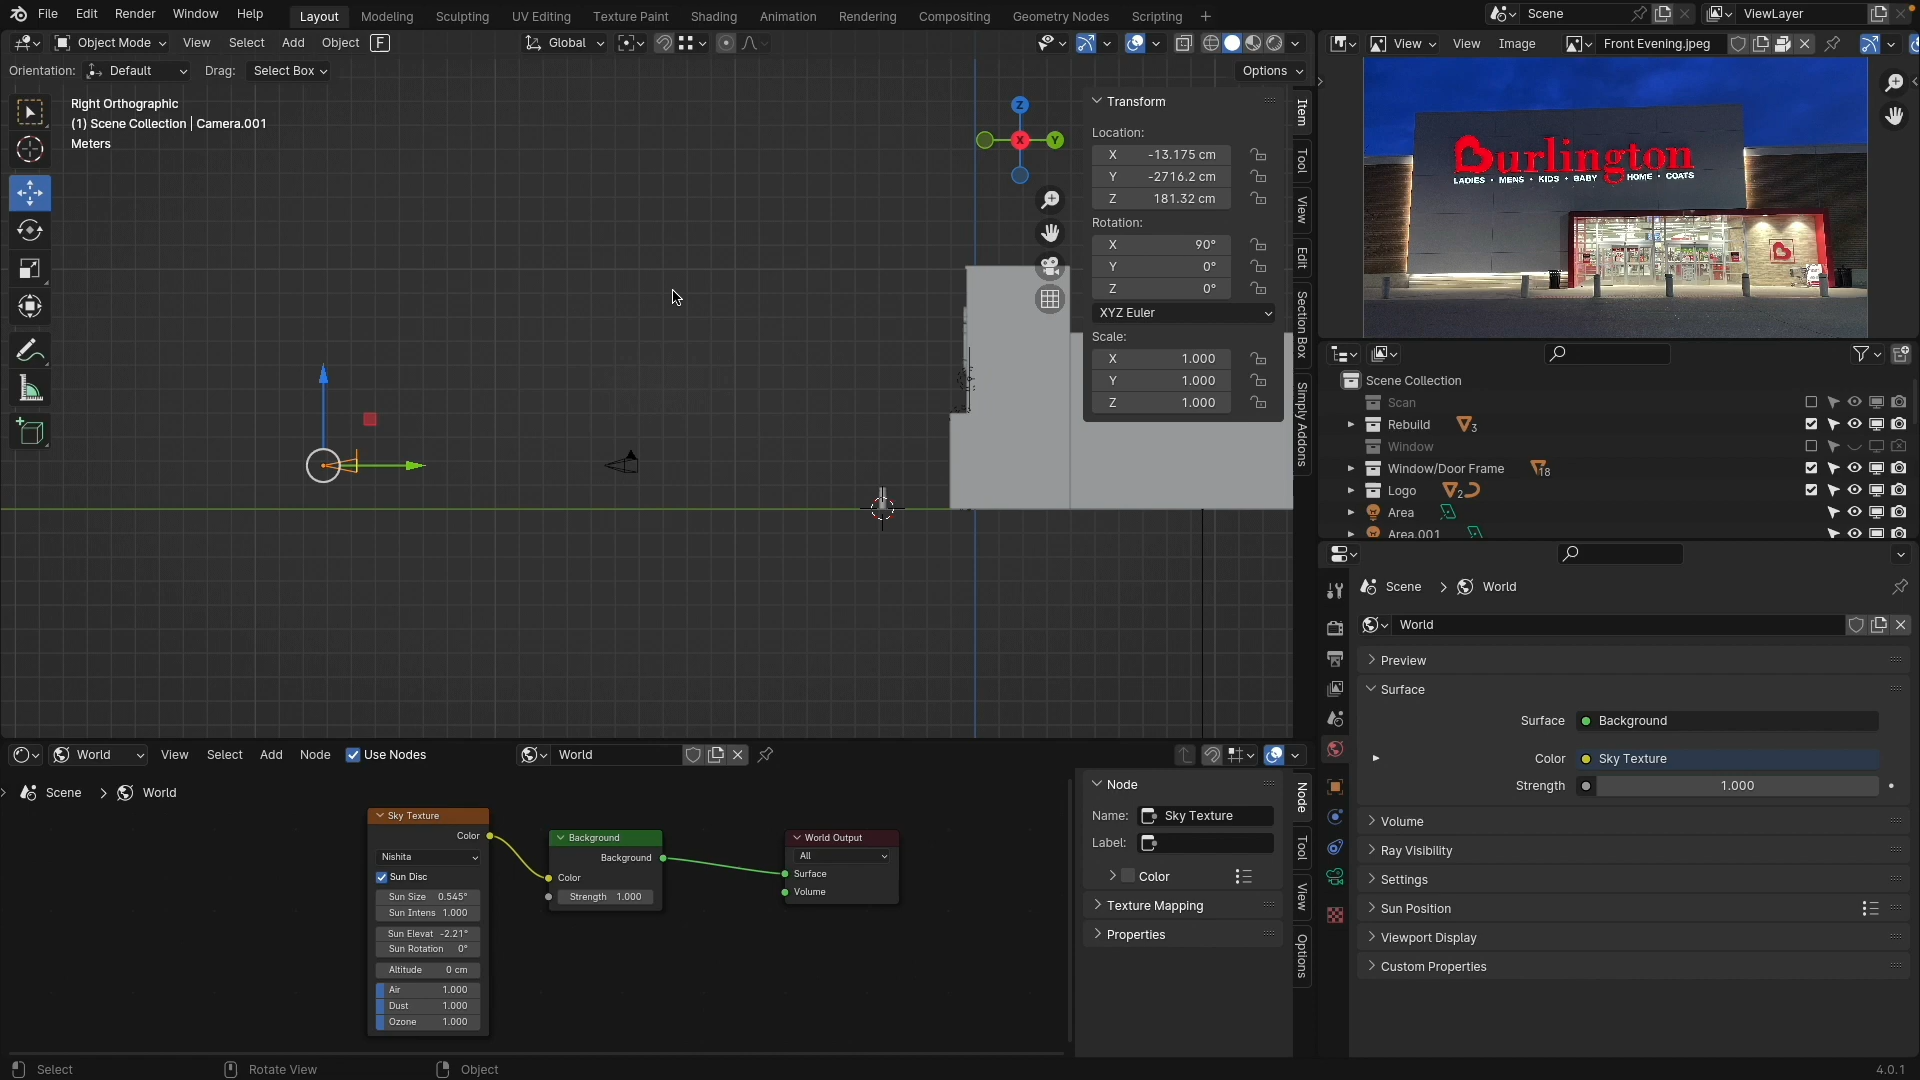 File Edit Render Window Help
Layout Modeling Sculpting UV Editing Texture Paint Shading Animation Rendering Compositing Geometry Nodes Scripting +
Scene
ViewLayer
Object Mode View Select Add Object F
Global
View View Image Front Evening.jpeg
Orientation: Default Drag: Select Box
Options
Right Orthographic
(1) Scene Collection | Camera.001
Meters
Z
X
Y
Transform
Location:
X -13.175 cm
Y -2716.2 cm
Z 181.32 cm
Rotation:
X 90°
Y 0°
Z 0°
XYZ Euler
Scale:
X 1.000
Y 1.000
Z 1.000
Item
Tool
View
Edit
Section Box
Simply Addons
Burlington
LADIES • MENS • KIDS • BABY HOME • COATS
Scene Collection
Scan
Rebuild 3
Window
Window/Door Frame 18
Logo 2
Area
Area.001
Scene > World
World
Preview
Surface
Surface Background
Color Sky Texture
Strength 1.000
Volume
Ray Visibility
Settings
Sun Position
Viewport Display
Custom Properties
World View Select Add Node Use Nodes
World
Scene > World
Sky Texture
Color
Nishita
Sun Disc
Sun Size 0.545°
Sun Intens 1.000
Sun Elevat -2.21°
Sun Rotation 0°
Altitude 0 cm
Air 1.000
Dust 1.000
Ozone 1.000
Background
Background
Color
Strength 1.000
World Output
All
Surface
Volume
Node
Name: Sky Texture
Label:
Color
Texture Mapping
Properties
Node
Tool
View
Options
Select
Rotate View
Object
4.0.1